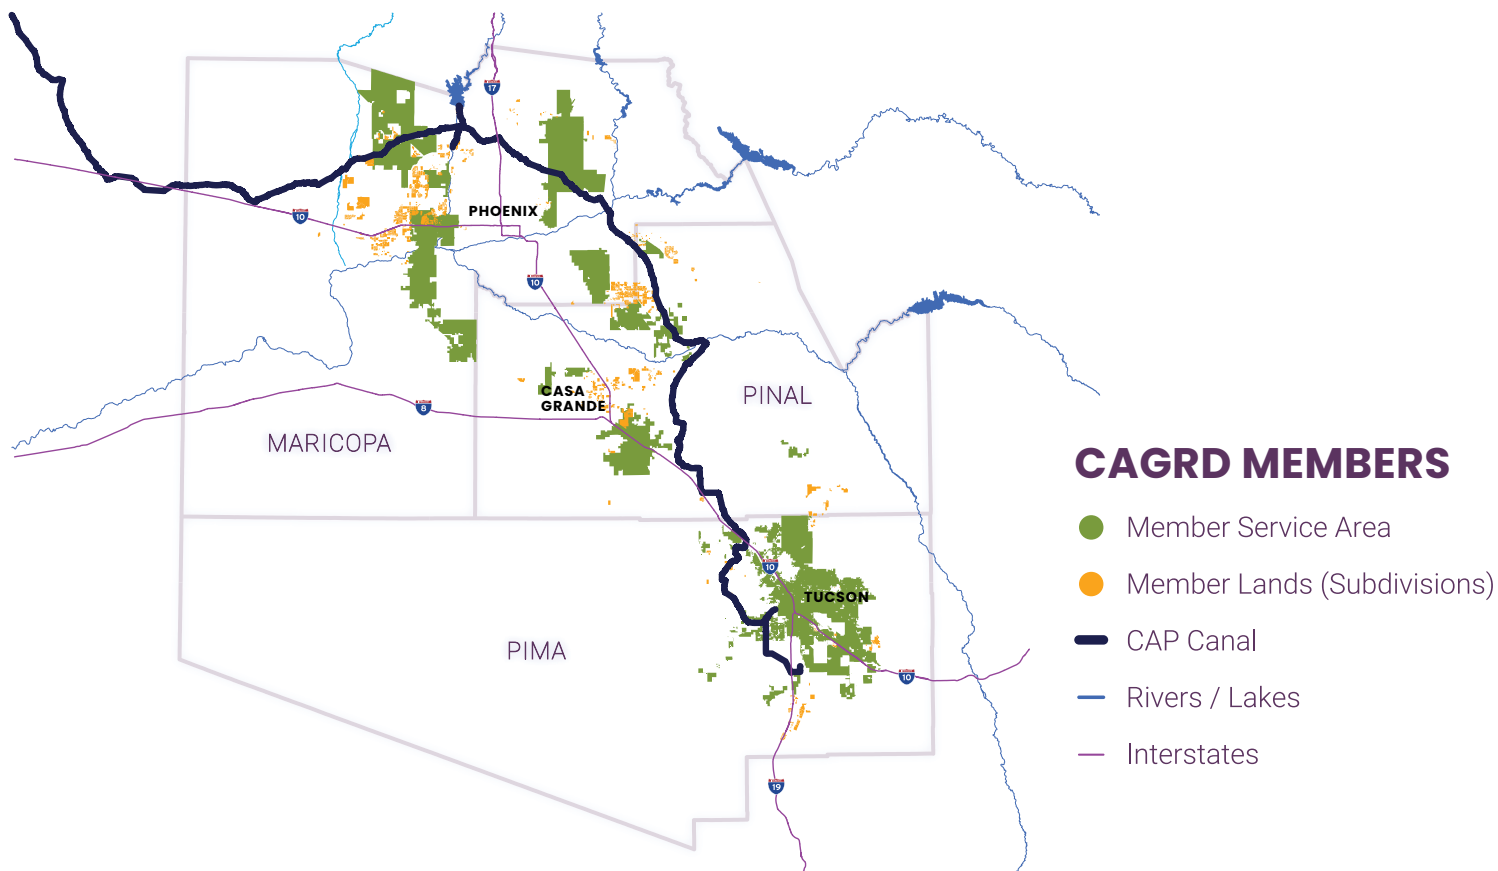 17
PHOENIX
10
10
CASA
GRANDE
PINAL
8
MARICOPA
CAGRD MEMBERS
Member Service Area
Member Lands (Subdivisions)
CAP Canal
Rivers / Lakes
Interstates
10
TUCSON
PIMA
10
19